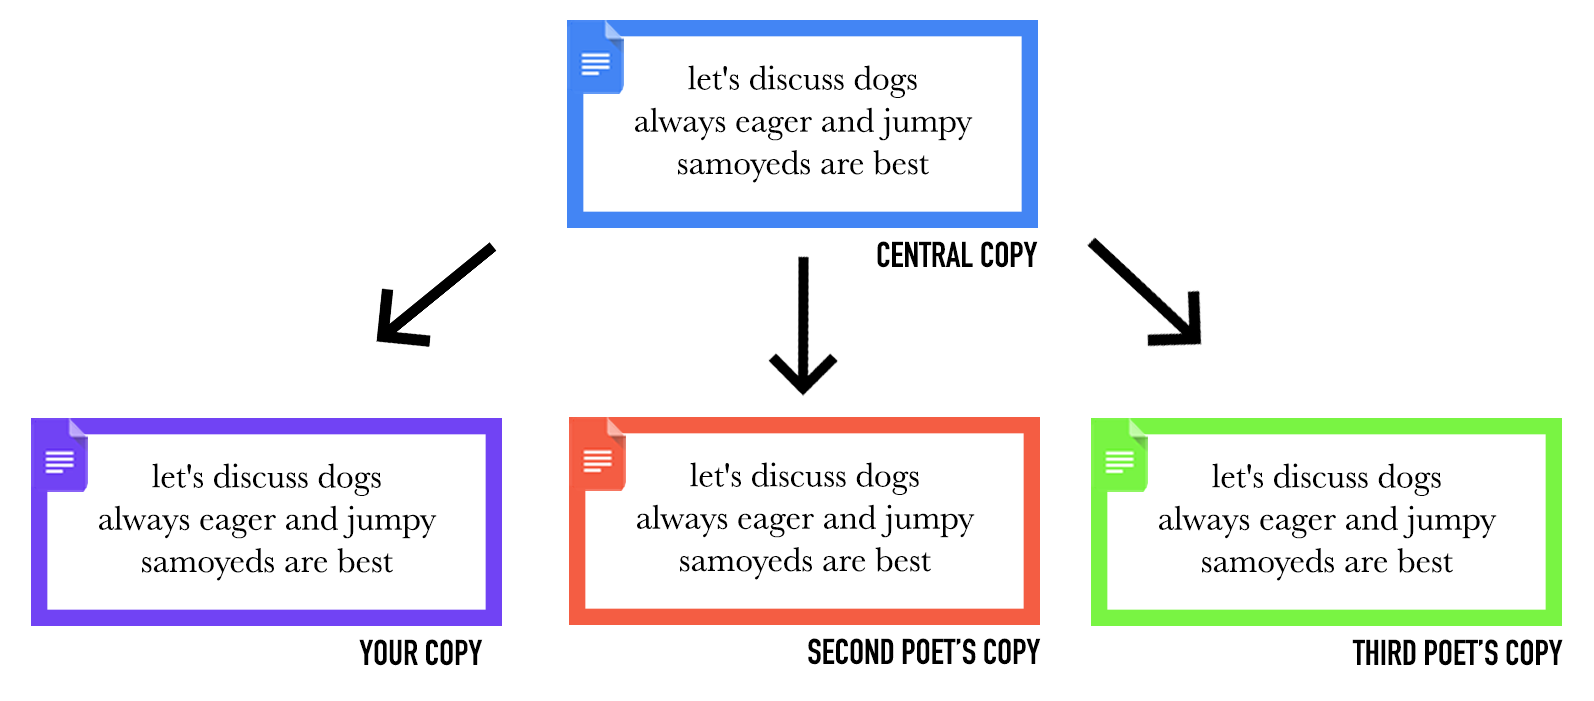 let's discuss dogs
always eager and jumpy
samoyeds are best
CENTRAL COPY
let's discuss dogs
always eager and jumpy
samoyeds are best
YOUR COPY
let's discuss dogs
always eager and jumpy
samoyeds are best
SECOND POET’S COPY
let's discuss dogs
always eager and jumpy
samoyeds are best
THIRD POET’S COPY